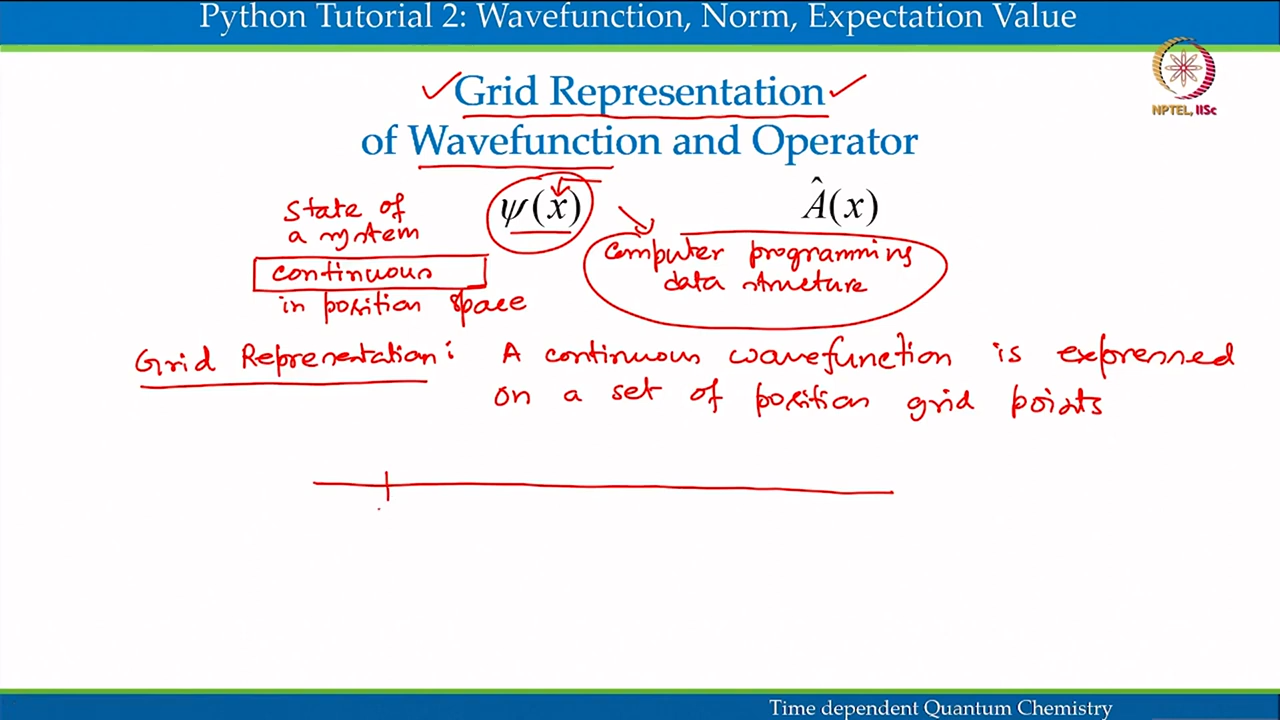 Python Tutorial 2: Wavefunction, Norm, Expectation Value
NPTEL, IISc
Grid Representation
of Wavefunction and Operator
ψ(x) Â(x)
State of
a system
continuous
in position space
computer programming
data structure
Grid Representation: A continuous wavefunction is expressed
on a set of position grid points
Time dependent Quantum Chemistry